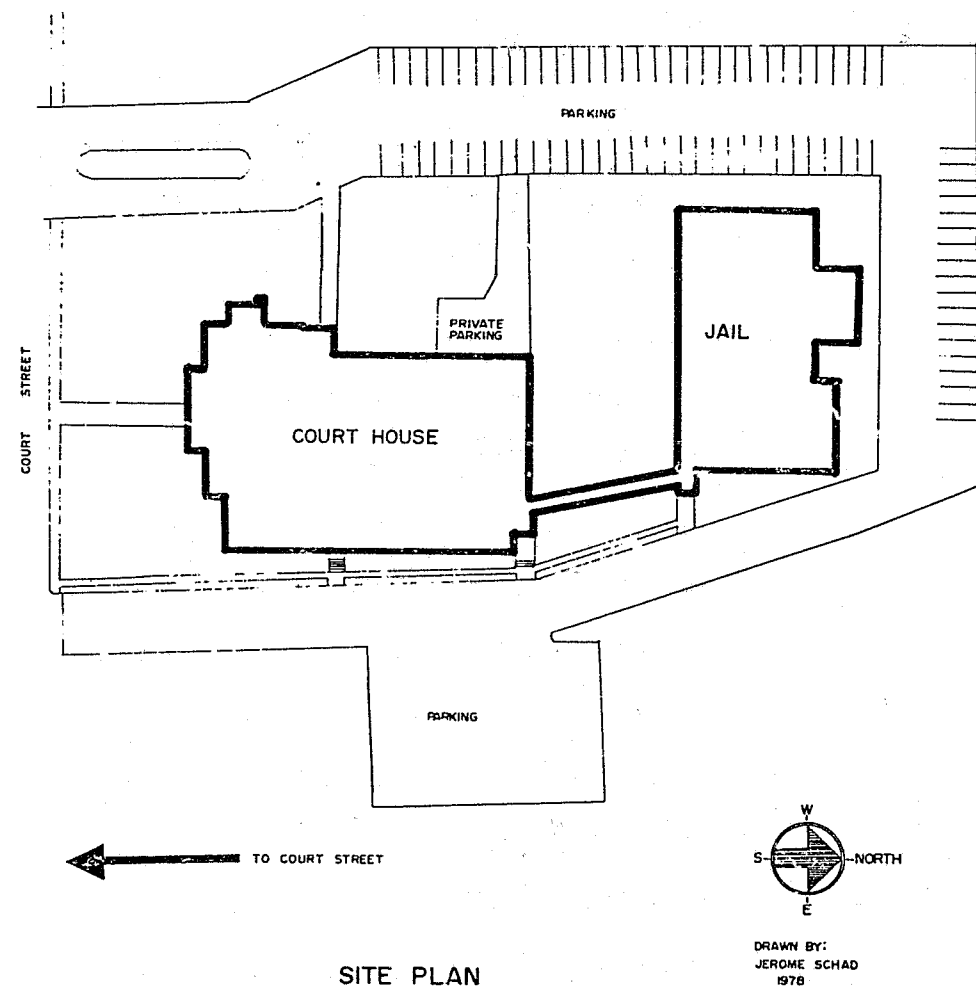 PARKING
PRIVATE
PARKING
JAIL
COURT STREET
COURT HOUSE
PARKING
TO COURT STREET
W
S
NORTH
E
DRAWN BY:
JEROME SCHAD
1978
SITE PLAN